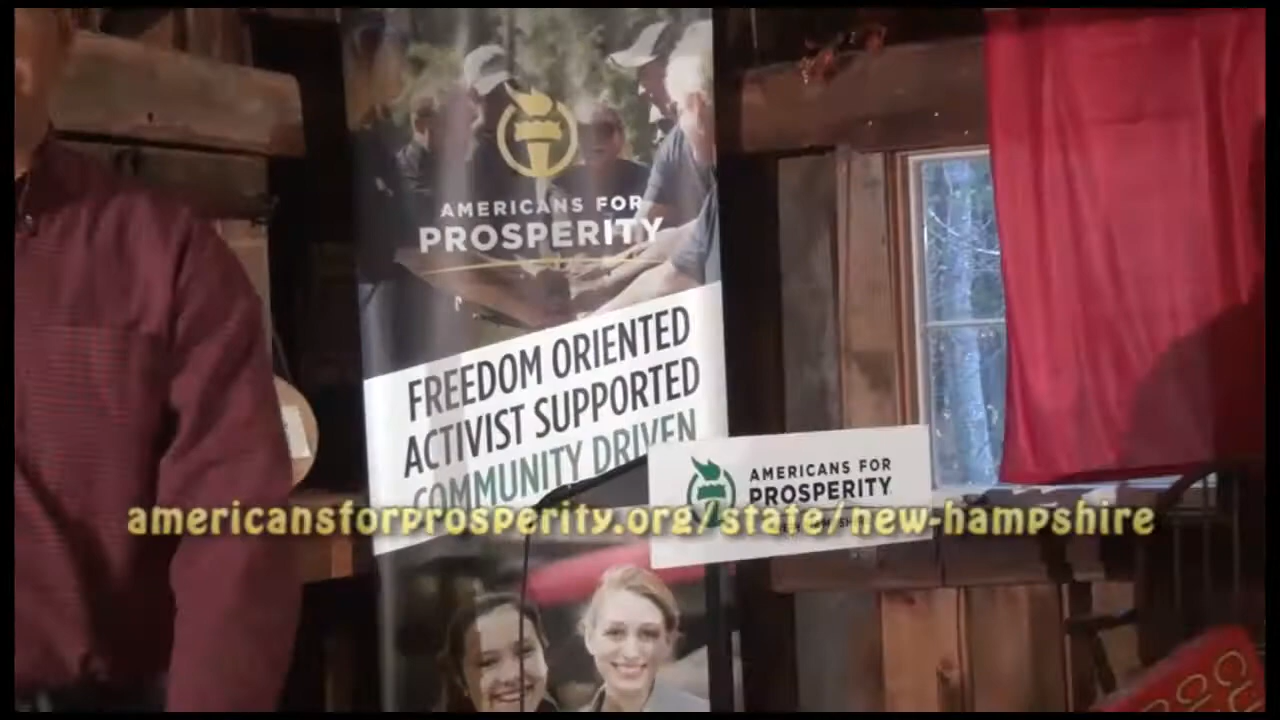 AMERICANS FOR
PROSPERITY
FREEDOM ORIENTED
ACTIVIST SUPPORTED
COMMUNITY DRIVEN
AMERICANS FOR
PROSPERITY
americansforprosperity.org/state/new-hampshire